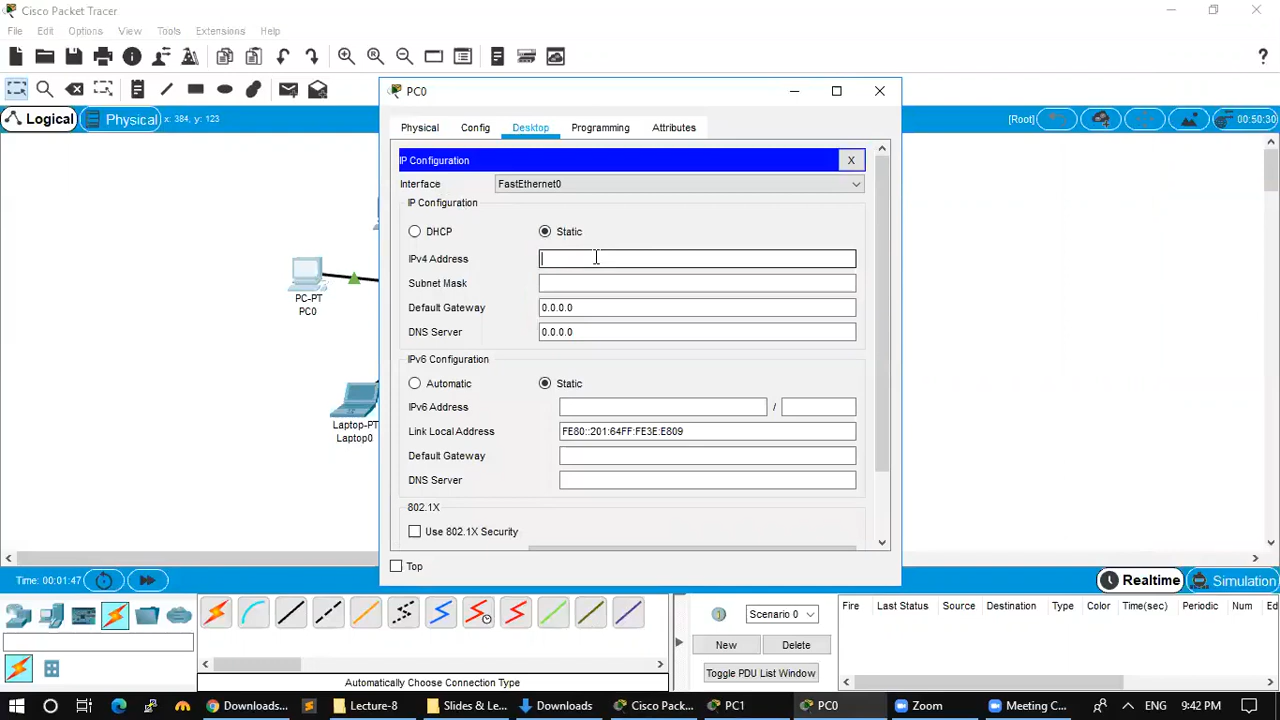 Cisco Packet Tracer
File Edit Options View Tools Extensions Help
?
Logical Physical x: 384, y: 123 [Root] 00:50:30
PC0
Physical Config Desktop Programming Attributes
IP Configuration X
Interface FastEthernet0
IP Configuration
DHCP Static
IPv4 Address
Subnet Mask
Default Gateway 0.0.0.0
DNS Server 0.0.0.0
IPv6 Configuration
Automatic Static
IPv6 Address /
Link Local Address FE80::201:64FF:FE3E:E809
Default Gateway
DNS Server
802.1X
Use 802.1X Security
Top
PC-PT
PC0
Laptop-PT
Laptop0
Time: 00:01:47 Realtime Simulation
Scenario 0
New Delete
Toggle PDU List Window
Fire Last Status Source Destination Type Color Time(sec) Periodic Num Ed
Automatically Choose Connection Type
Downloads... Lecture-8 Slides & Le... Downloads Cisco Pack... PC1 PC0 Zoom Meeting C... ENG 9:42 PM